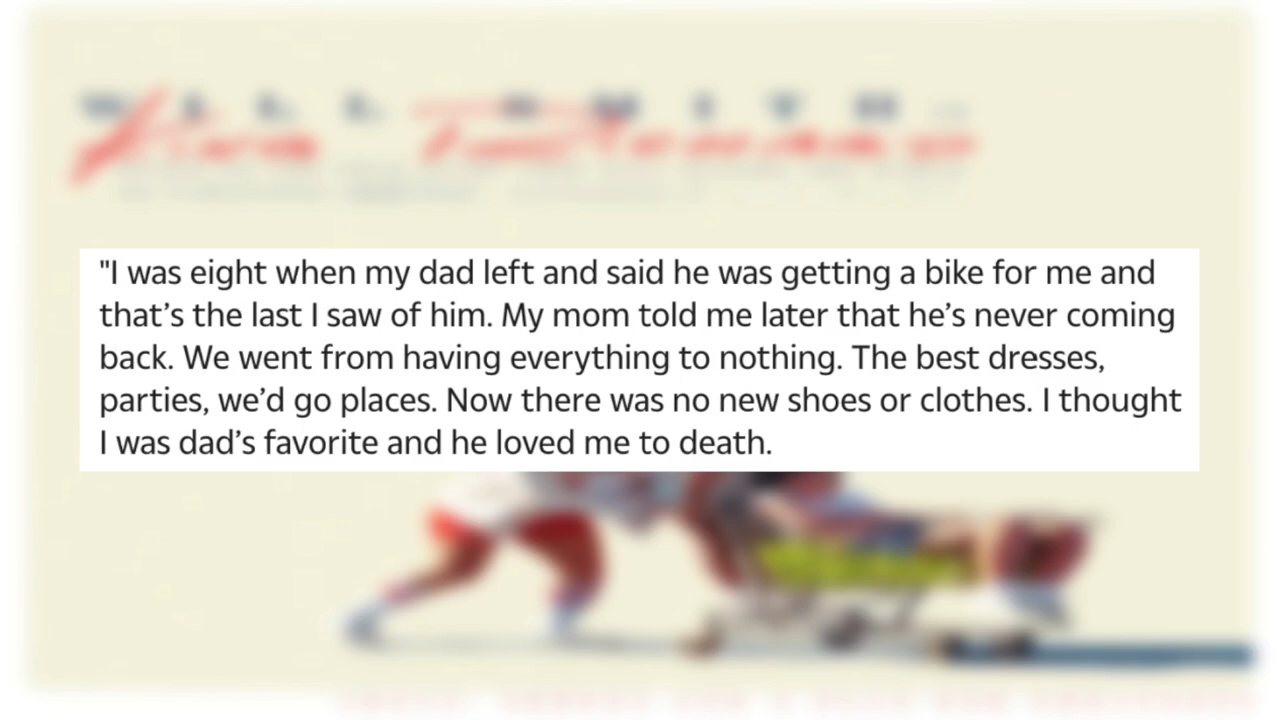 "I was eight when my dad left and said he was getting a bike for me and
that’s the last I saw of him. My mom told me later that he’s never coming
back. We went from having everything to nothing. The best dresses,
parties, we’d go places. Now there was no new shoes or clothes. I thought
I was dad’s favorite and he loved me to death.